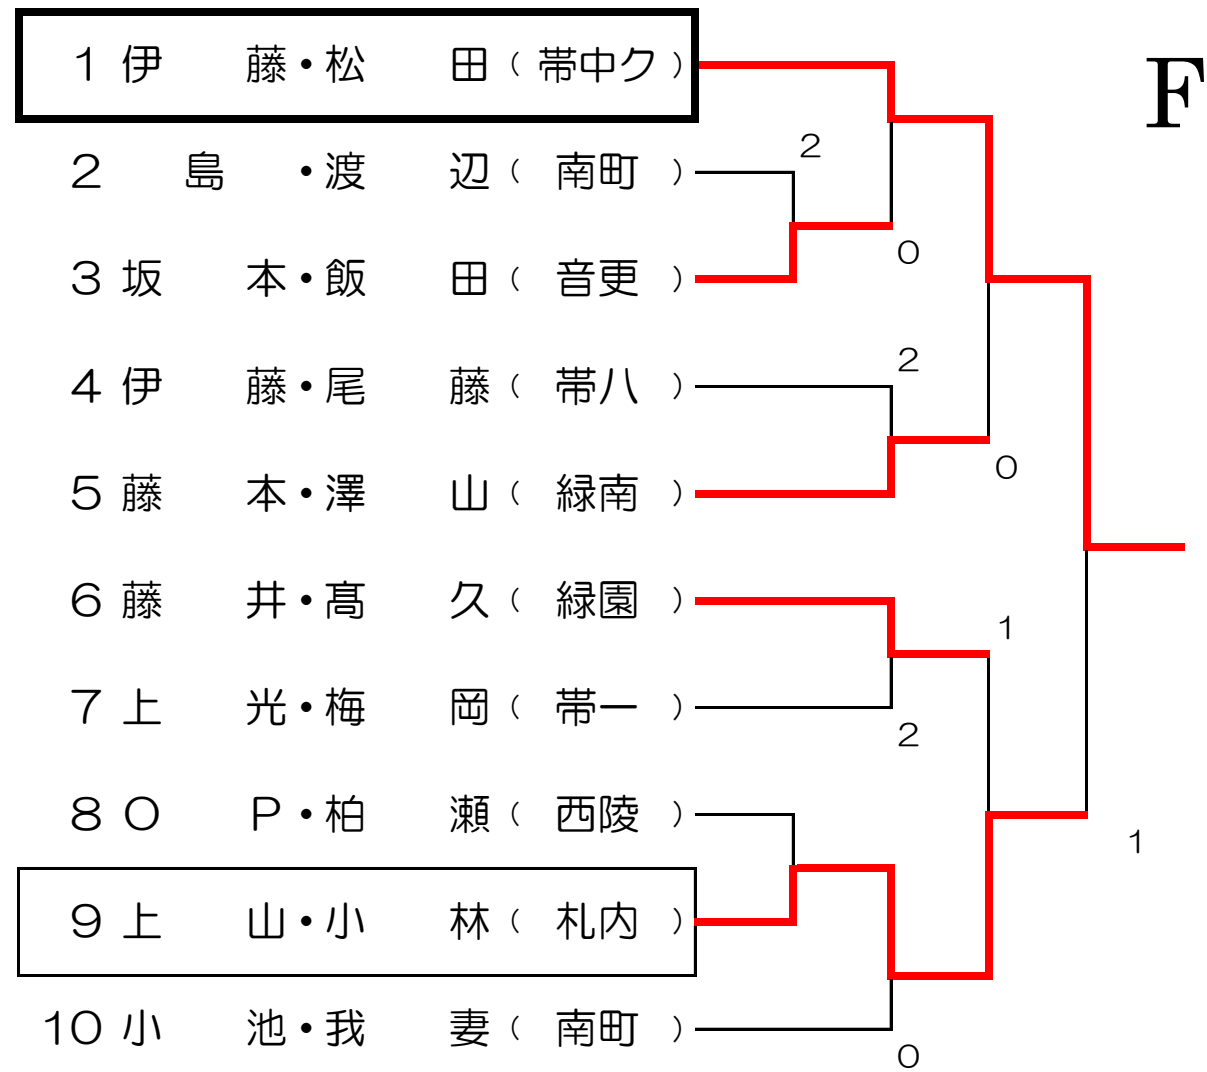 F
1 伊 藤・松 田（帯中ク）
2 島 ・渡 辺（ 南町 ）
3 坂 本・飯 田（ 音更 ）
4 伊 藤・尾 藤（ 帯八 ）
5 藤 本・澤 山（ 緑南 ）
6 藤 井・髙 久（ 緑園 ）
7 上 光・梅 岡（ 帯一 ）
8 O P・柏 瀬（ 西陵 ）
9 上 山・小 林（ 札内 ）
10 小 池・我 妻（ 南町 ）
2
0
2
0
1
2
1
0